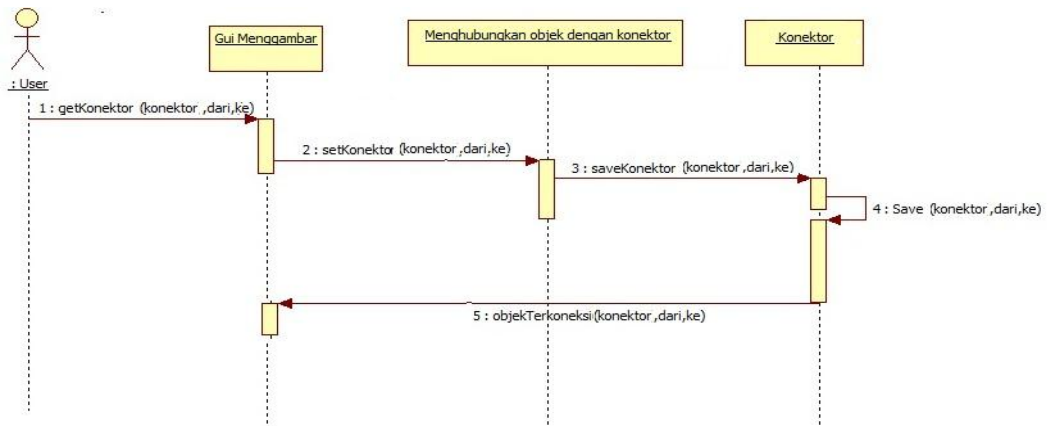 Gui Menggambar
Menghubungkan objek dengan konektor
Konektor
: User
1 : getKonektor (konektor ,dari,ke)
2 : setKonektor (konektor ,dari,ke)
3 : saveKonektor (konektor ,dari,ke)
4 : Save (konektor ,dari,ke)
5 : objekTerkoneksi(konektor ,dari,ke)